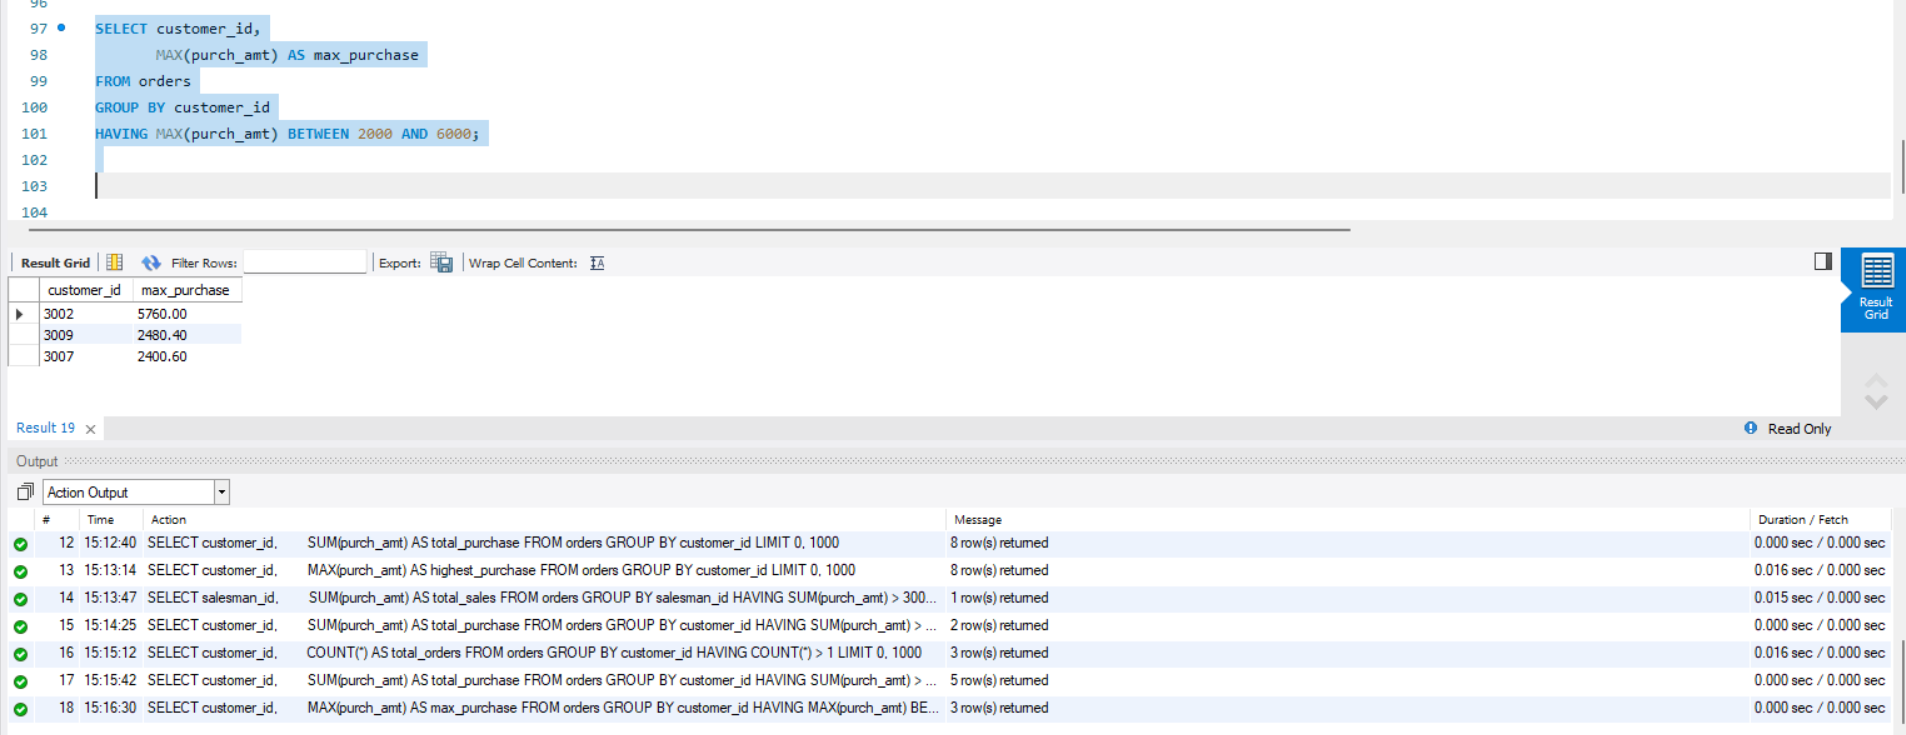 96
97 SELECT customer_id,
98 MAX(purch_amt) AS max_purchase
99 FROM orders
100 GROUP BY customer_id
101 HAVING MAX(purch_amt) BETWEEN 2000 AND 6000;
102
103
104
Result Grid Filter Rows: Export: Wrap Cell Content: IA
Result Grid
customer_id max_purchase
3002 5760.00
3009 2480.40
3007 2400.60
Result 19 × Read Only
Output
Action Output
# Time Action Message Duration / Fetch
12 15:12:40 SELECT customer_id, SUM(purch_amt) AS total_purchase FROM orders GROUP BY customer_id LIMIT 0, 1000 8 row(s) returned 0.000 sec / 0.000 sec
13 15:13:14 SELECT customer_id, MAX(purch_amt) AS highest_purchase FROM orders GROUP BY customer_id LIMIT 0, 1000 8 row(s) returned 0.016 sec / 0.000 sec
14 15:13:47 SELECT salesman_id, SUM(purch_amt) AS total_sales FROM orders GROUP BY salesman_id HAVING SUM(purch_amt) > 300... 1 row(s) returned 0.015 sec / 0.000 sec
15 15:14:25 SELECT customer_id, SUM(purch_amt) AS total_purchase FROM orders GROUP BY customer_id HAVING SUM(purch_amt) > ... 2 row(s) returned 0.000 sec / 0.000 sec
16 15:15:12 SELECT customer_id, COUNT(*) AS total_orders FROM orders GROUP BY customer_id HAVING COUNT(*) > 1 LIMIT 0, 1000 3 row(s) returned 0.016 sec / 0.000 sec
17 15:15:42 SELECT customer_id, SUM(purch_amt) AS total_purchase FROM orders GROUP BY customer_id HAVING SUM(purch_amt) > ... 5 row(s) returned 0.000 sec / 0.000 sec
18 15:16:30 SELECT customer_id, MAX(purch_amt) AS max_purchase FROM orders GROUP BY customer_id HAVING MAX(purch_amt) BE... 3 row(s) returned 0.000 sec / 0.000 sec